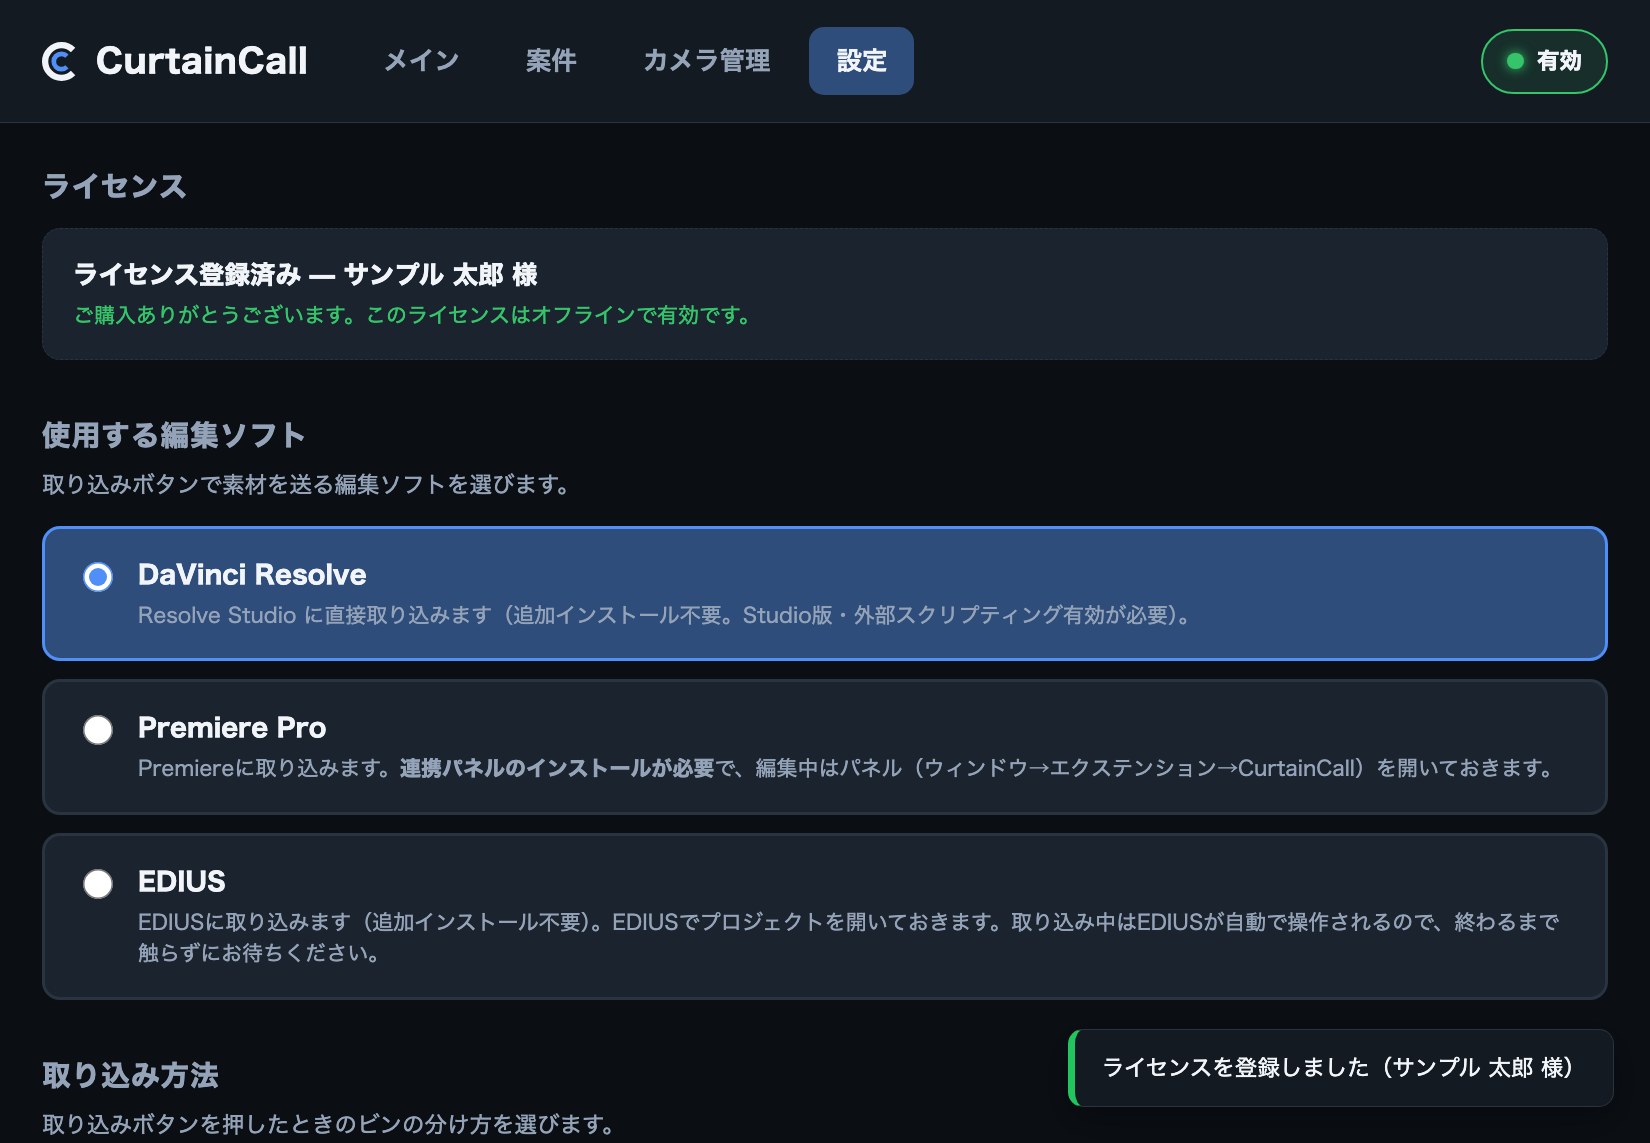 CurtainCall メイン 案件 カメラ管理 設定 有効
ライセンス
ライセンス登録済み — サンプル 太郎 様
ご購入ありがとうございます。このライセンスはオフラインで有効です。
使用する編集ソフト
取り込みボタンで素材を送る編集ソフトを選びます。
DaVinci Resolve
Resolve Studio に直接取り込みます（追加インストール不要。Studio版・外部スクリプティング有効が必要）。
Premiere Pro
Premiereに取り込みます。連携パネルのインストールが必要で、編集中はパネル（ウィンドウ→エクステンション→CurtainCall）を開いておきます。
EDIUS
EDIUSに取り込みます（追加インストール不要）。EDIUSでプロジェクトを開いておきます。取り込み中はEDIUSが自動で操作されるので、終わるまで
触らずにお待ちください。
取り込み方法
ライセンスを登録しました（サンプル 太郎 様）
取り込みボタンを押したときのビンの分け方を選びます。